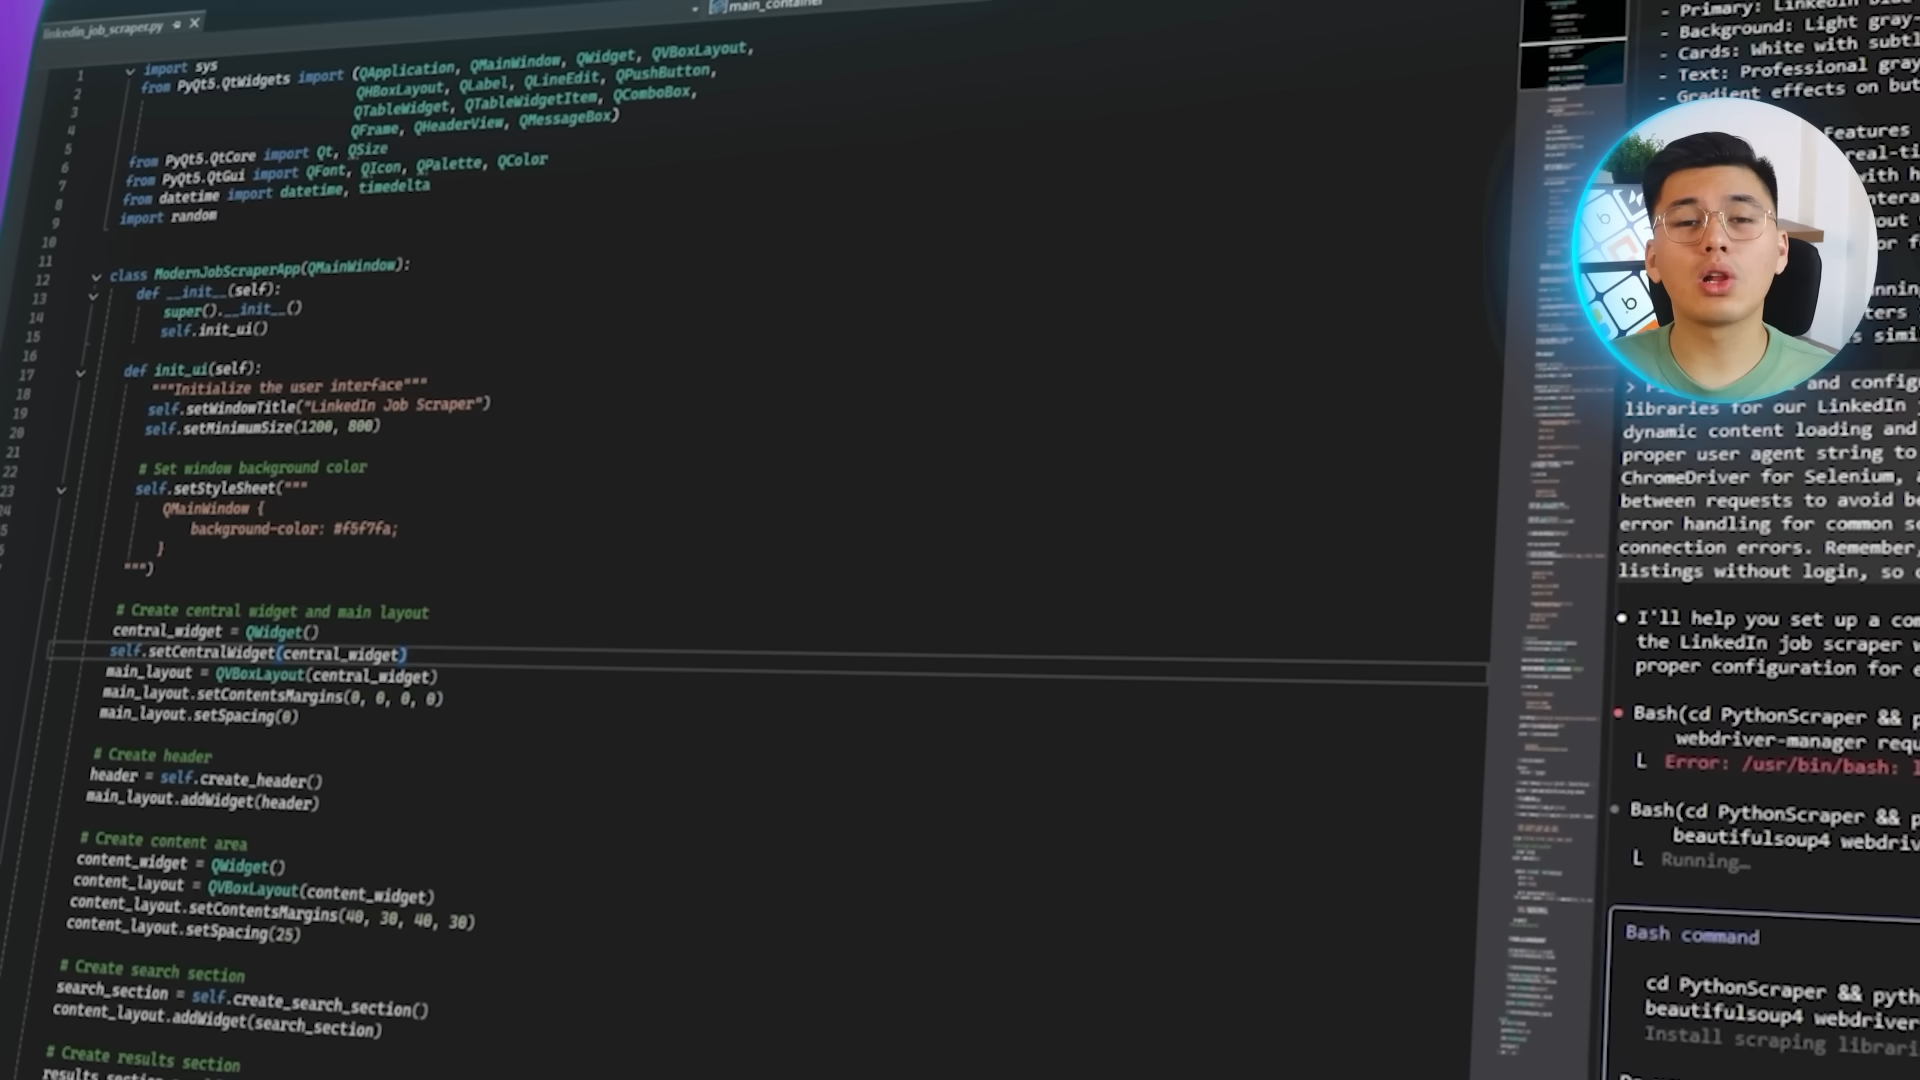 linkedin_job_scraper.py
main_container
1
2
3
4
5
6
7
8
9
10
11
12
13
14
15
16
17
18
19
20
21
22
23
import sys
from PyQt5.QtWidgets import (QApplication, QMainWindow, QWidget, QVBoxLayout,
QHBoxLayout, QLabel, QLineEdit, QPushButton,
QTableWidget, QTableWidgetItem, QComboBox,
QFrame, QHeaderView, QMessageBox)
from PyQt5.QtCore import Qt, QSize
from PyQt5.QtGui import QFont, QIcon, QPalette, QColor
from datetime import datetime, timedelta
import random
class ModernJobScraperApp(QMainWindow):
def __init__(self):
super().__init__()
self.init_ui()
def init_ui(self):
"""Initialize the user interface"""
self.setWindowTitle("LinkedIn Job Scraper")
self.setMinimumSize(1200, 800)
# Set window background color
self.setStyleSheet("""
QMainWindow {
background-color: #f5f7fa;
}
""")
# Create central widget and main layout
central_widget = QWidget()
self.setCentralWidget(central_widget)
main_layout = QVBoxLayout(central_widget)
main_layout.setContentsMargins(0, 0, 0, 0)
main_layout.setSpacing(0)
# Create header
header = self.create_header()
main_layout.addWidget(header)
# Create content area
content_widget = QWidget()
content_layout = QVBoxLayout(content_widget)
content_layout.setContentsMargins(40, 30, 40, 30)
content_layout.setSpacing(25)
# Create search section
search_section = self.create_search_section()
content_layout.addWidget(search_section)
# Create results section
- Primary: LinkedIn
- Background: Light gray
- Cards: White with
- Text: Professional gray
- Gradient effects on
Features
with
and
libraries for our LinkedIn
dynamic content loading and
proper user agent string to
ChromeDriver for Selenium,
between requests to avoid
error handling for common
connection errors. Remember,
listings without login, so
I'll help you set up a
the LinkedIn job scraper
proper configuration for
Bash(cd PythonScraper &&
webdriver-manager
L Error: /usr/bin/bash:
Bash(cd PythonScraper &&
beautifulsoup4
L Running…
Bash command
cd PythonScraper &&
beautifulsoup4
Install scraping